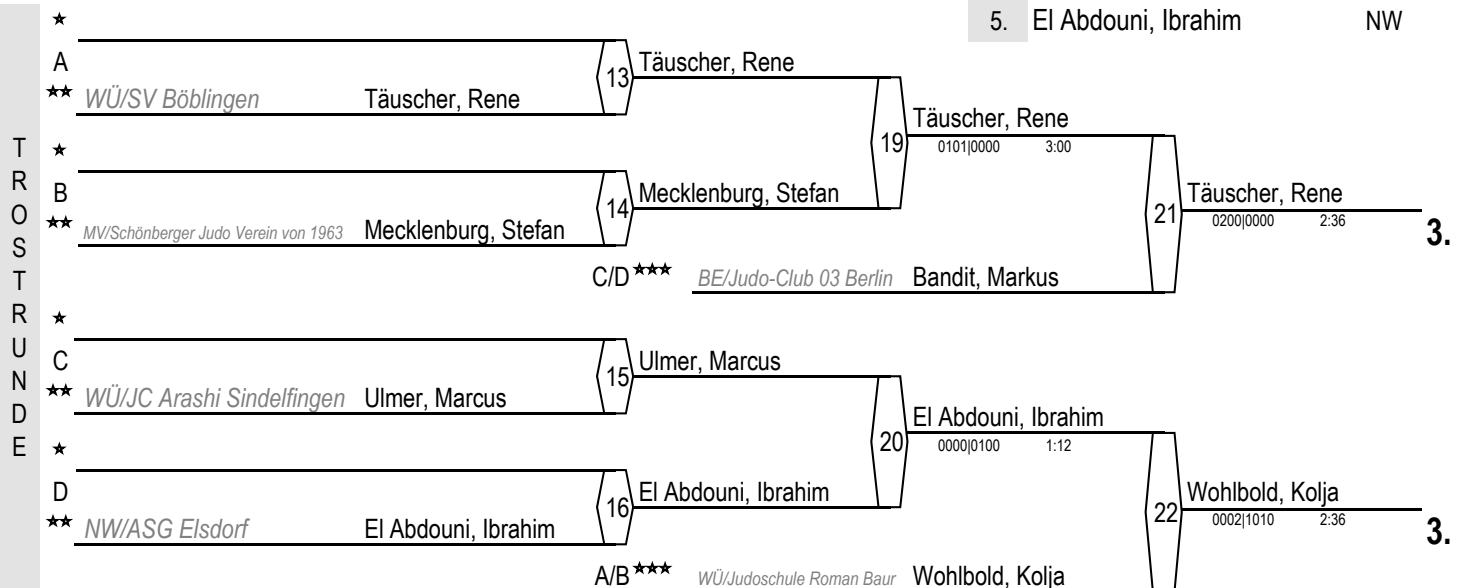 5. El Abdouni, Ibrahim NW
TROSTRUNDE
A
13 Täuscher, Rene
WÜ/SV Böblingen Täuscher, Rene
19 Täuscher, Rene
0101|0000 3:00
B
14 Mecklenburg, Stefan
MV/Schönberger Judo Verein von 1963 Mecklenburg, Stefan
21 Täuscher, Rene
0200|0000 2:36
3.
C/D BE/Judo-Club 03 Berlin Bandit, Markus
C
15 Ulmer, Marcus
WÜ/JC Arashi Sindelfingen Ulmer, Marcus
20 El Abdouni, Ibrahim
0000|0100 1:12
D
16 El Abdouni, Ibrahim
NW/ASG Elsdorf El Abdouni, Ibrahim
22 Wohlbold, Kolja
0002|1010 2:36
3.
A/B WÜ/Judoschule Roman Baur Wohlbold, Kolja